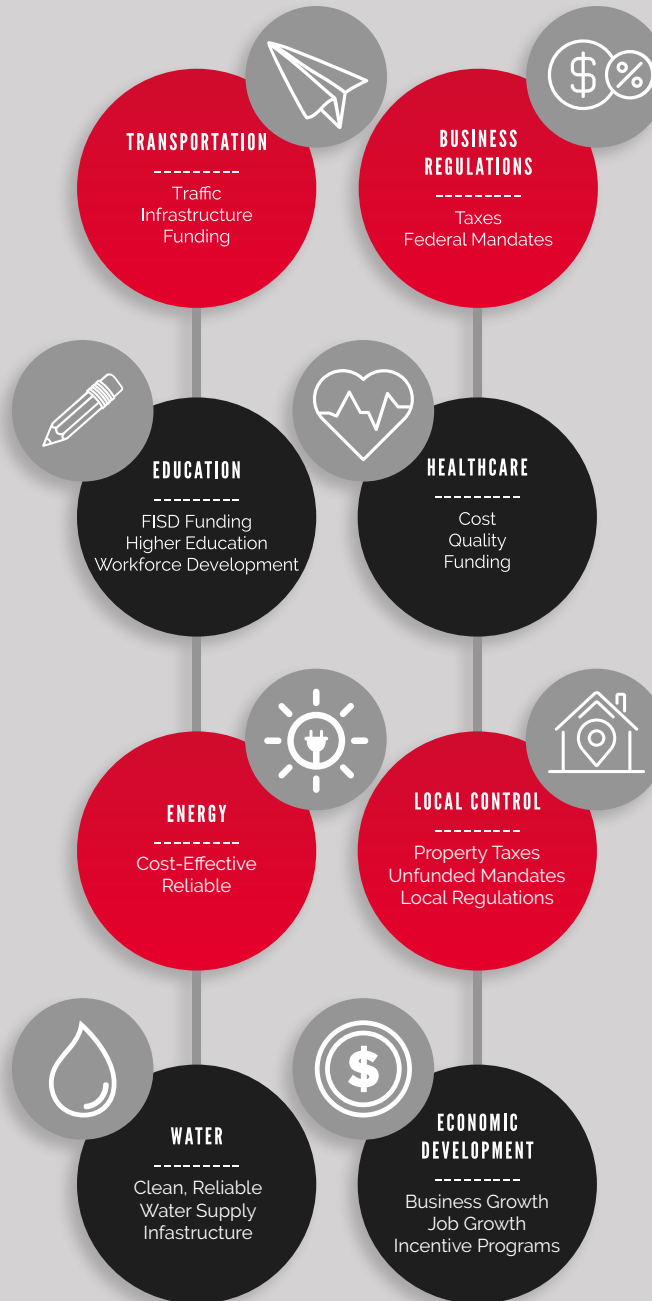 TRANSPORTATION
Traffic
Infrastructure
Funding
BUSINESS
REGULATIONS
Taxes
Federal Mandates
EDUCATION
FISD Funding
Higher Education
Workforce Development
HEALTHCARE
Cost
Quality
Funding
ENERGY
Cost-Effective
Reliable
LOCAL CONTROL
Property Taxes
Unfunded Mandates
Local Regulations
WATER
Clean, Reliable
Water Supply
Infastructure
ECONOMIC
DEVELOPMENT
Business Growth
Job Growth
Incentive Programs